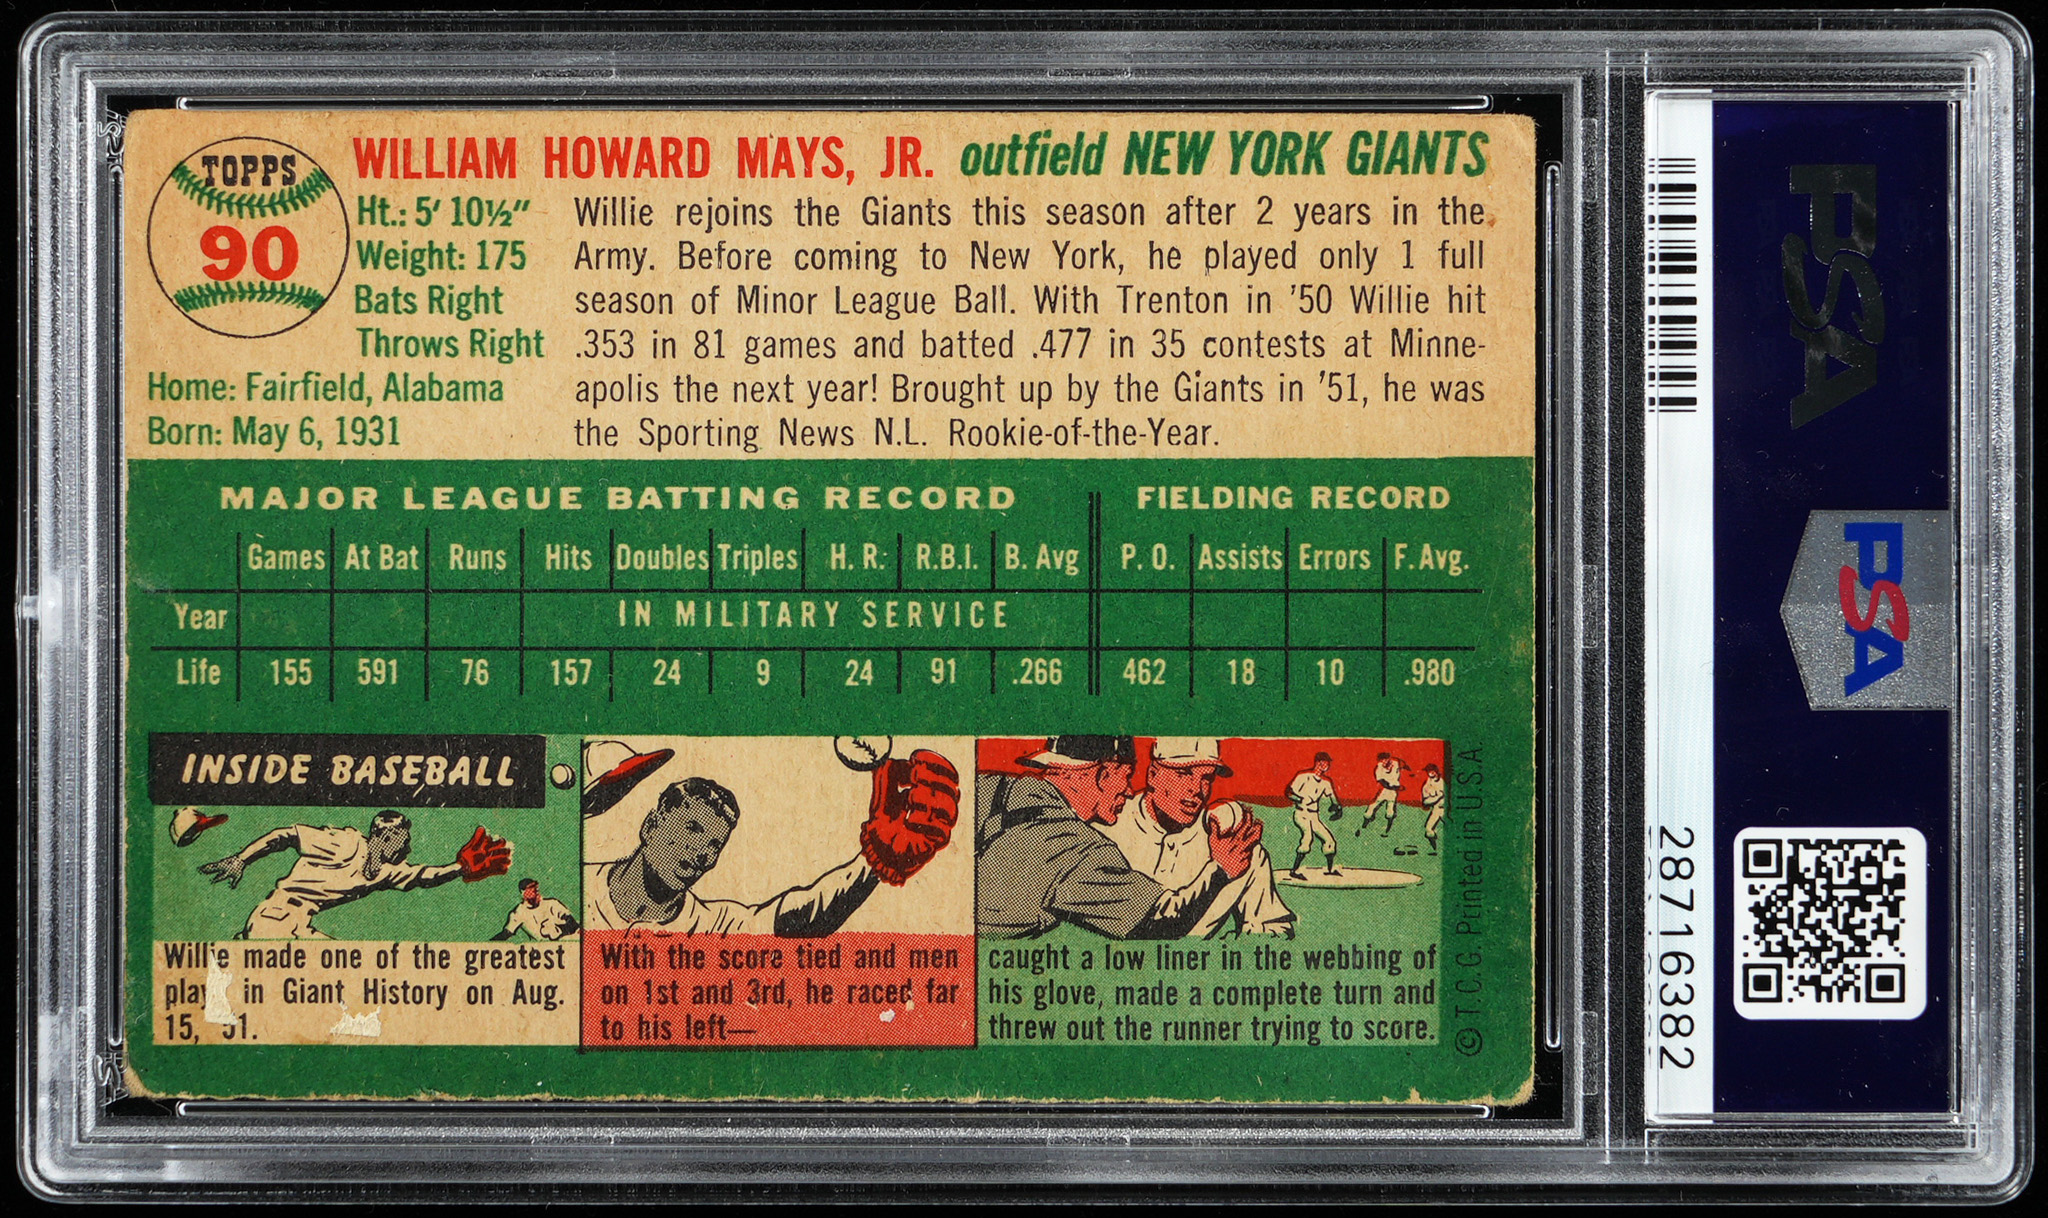 TOPPS
90
WILLIAM HOWARD MAYS, JR. outfield NEW YORK GIANTS
Ht.: 5' 10½"
Weight: 175
Bats Right
Throws Right
Home: Fairfield, Alabama
Born: May 6, 1931
Willie rejoins the Giants this season after 2 years in the
Army. Before coming to New York, he played only 1 full
season of Minor League Ball. With Trenton in '50 Willie hit
.353 in 81 games and batted .477 in 35 contests at Minne-
apolis the next year! Brought up by the Giants in '51, he was
the Sporting News N.L. Rookie-of-the-Year.
MAJOR LEAGUE BATTING RECORD FIELDING RECORD
Games At Bat Runs Hits Doubles Triples H. R. R.B.I. B. Avg P. O. Assists Errors F. Avg.
Year IN MILITARY SERVICE
Life 155 591 76 157 24 9 24 91 .266 462 18 10 .980
INSIDE BASEBALL
Willie made one of the greatest
play in Giant History on Aug.
15, 51.
With the score tied and men
on 1st and 3rd, he raced far
to his left—
caught a low liner in the webbing of
his glove, made a complete turn and
threw out the runner trying to score.
© T. C. G. Printed in U.S.A.
PSA
PSA
28716382